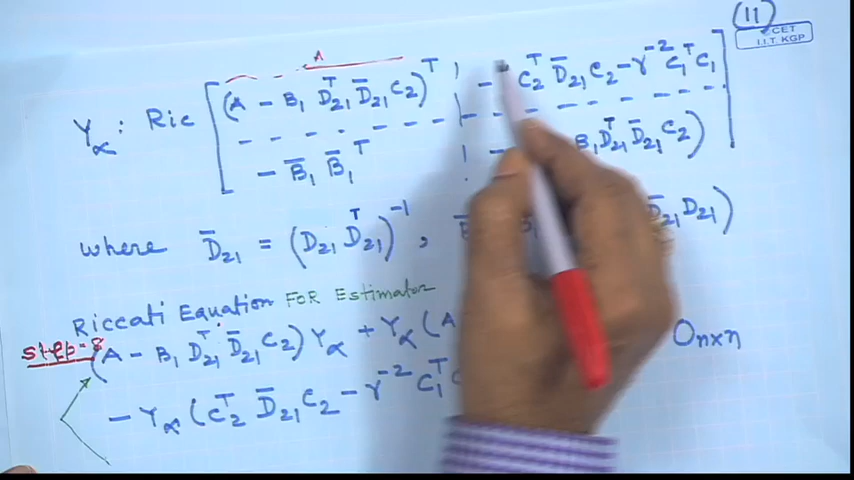 (11)
© CET
I.I.T. KGP
A
Y∝ : Ric [ (A - B₁ D₂₁ᵀ D̄₂₁ C₂)ᵀ | - C₂ᵀ D̄₂₁ C₂ - γ⁻² C₁ᵀ C₁ ]
- B̄₁ B̄₁ᵀ | - B₁ D₂₁ᵀ D̄₂₁ C₂)
where D̄₂₁ = (D₂₁ D₂₁ᵀ)⁻¹, B D̄₂₁ D₂₁)
Riccati Equation FOR Estimator
Step-8 (A - B₁ D₂₁ᵀ D̄₂₁ C₂) Y∝ + Y∝ (A 0n×n
- Y∝ (C₂ᵀ D̄₂₁ C₂ - γ⁻² C₁ᵀ